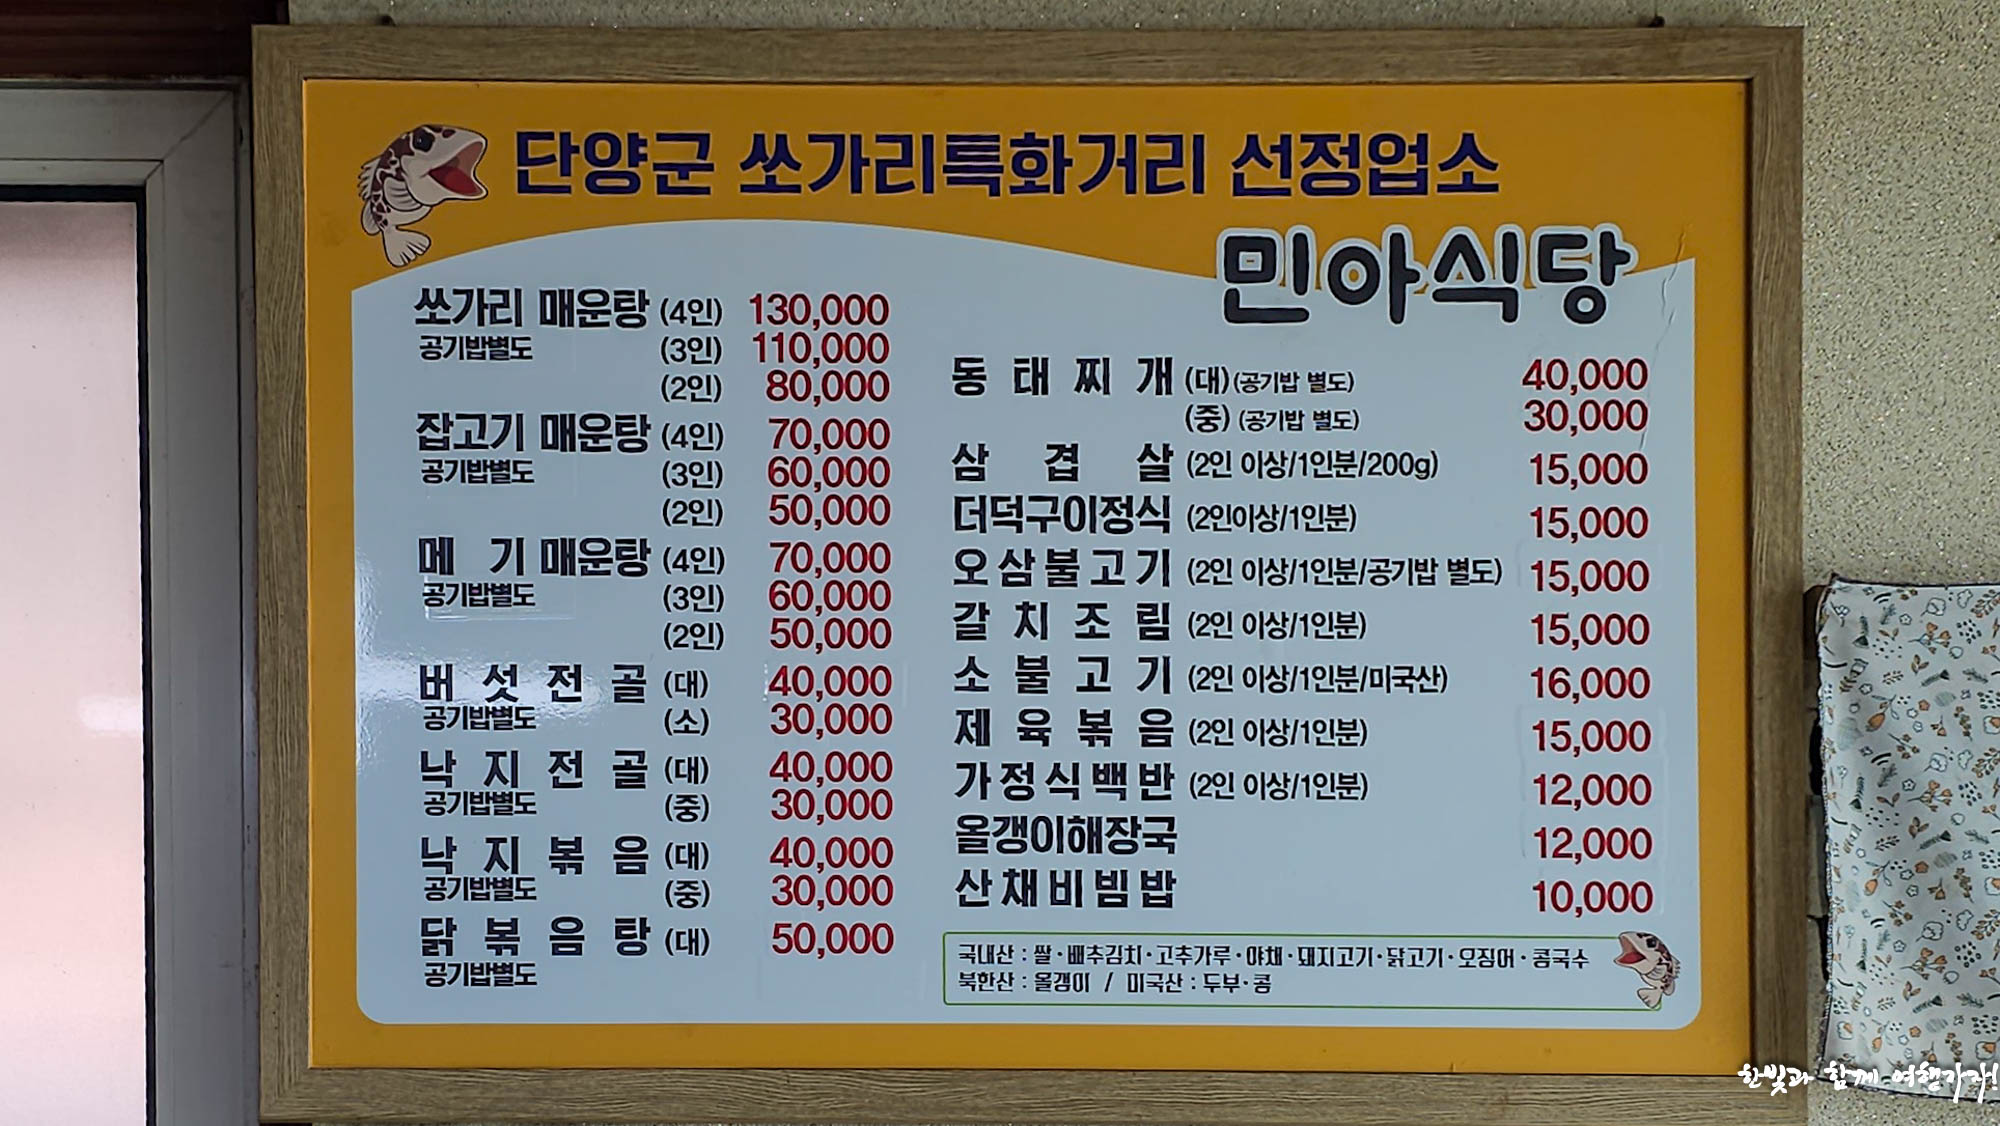 단양군 쏘가리특화거리 선정업소
민아식당
쏘가리 매운탕 (4인) 130,000
공기밥별도 (3인) 110,000
(2인) 80,000
잡고기 매운탕 (4인) 70,000
공기밥별도 (3인) 60,000
(2인) 50,000
메기 매운탕 (4인) 70,000
공기밥별도 (3인) 60,000
(2인) 50,000
버섯전골 (대) 40,000
공기밥별도 (소) 30,000
낙지전골 (대) 40,000
공기밥별도 (중) 30,000
낙지볶음 (대) 40,000
공기밥별도 (중) 30,000
닭볶음탕 (대) 50,000
공기밥별도
동태찌개 (대) (공기밥 별도) 40,000
(중) (공기밥 별도) 30,000
삼겹살 (2인 이상/1인분/200g) 15,000
더덕구이정식 (2인이상/1인분) 15,000
오삼불고기 (2인 이상/1인분/공기밥 별도) 15,000
갈치조림 (2인 이상/1인분) 15,000
소불고기 (2인 이상/1인분/미국산) 16,000
제육볶음 (2인 이상/1인분) 15,000
가정식백반 (2인 이상/1인분) 12,000
올갱이해장국 12,000
산채비빔밥 10,000
국내산 : 쌀·배추김치·고추가루·야채·돼지고기·닭고기·오징어·콩국수
북한산 : 올갱이 / 미국산 : 두부·콩
한빛과 함께 여행가자!